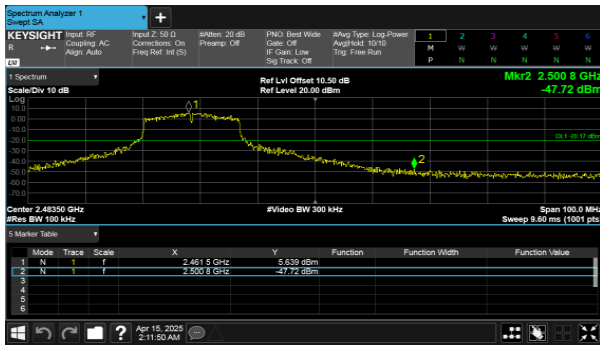 Spectrum Analyzer 1
Swept SA
+
KEYSIGHT Input: RF Input Z: 50 Ω #Atten: 20 dB PNO: Best Wide #Avg Type: Log-Power 1 2 3 4 5 6
R Coupling: AC Corrections: On Preamp: Off Gate: Off Avg|Hold: 10/10 M W W W W W
Align: Auto Freq Ref: Int (S) IF Gain: Low Trig: Free Run
Sig Track: Off P N N N N N
LXI
1 Spectrum Ref Lvl Offset 10.50 dB Mkr2 2.500 8 GHz
Scale/Div 10 dB Ref Level 20.00 dBm -47.72 dBm
Log
10.0
0.00
-10.0
-20.0
-30.0
-40.0
-50.0
-60.0
-70.0
1
DL1 -20.17 dBm
2
Center 2.48350 GHz #Video BW 300 kHz Span 100.0 MHz
#Res BW 100 kHz Sweep 9.60 ms (1001 pts)
5 Marker Table
Mode Trace Scale X Y Function Function Width Function Value
1 N 1 f 2.461 5 GHz 5.639 dBm
2 N 1 f 2.500 8 GHz -47.72 dBm
3
4
5
6
? Apr 15, 2025
2:11:50 AM